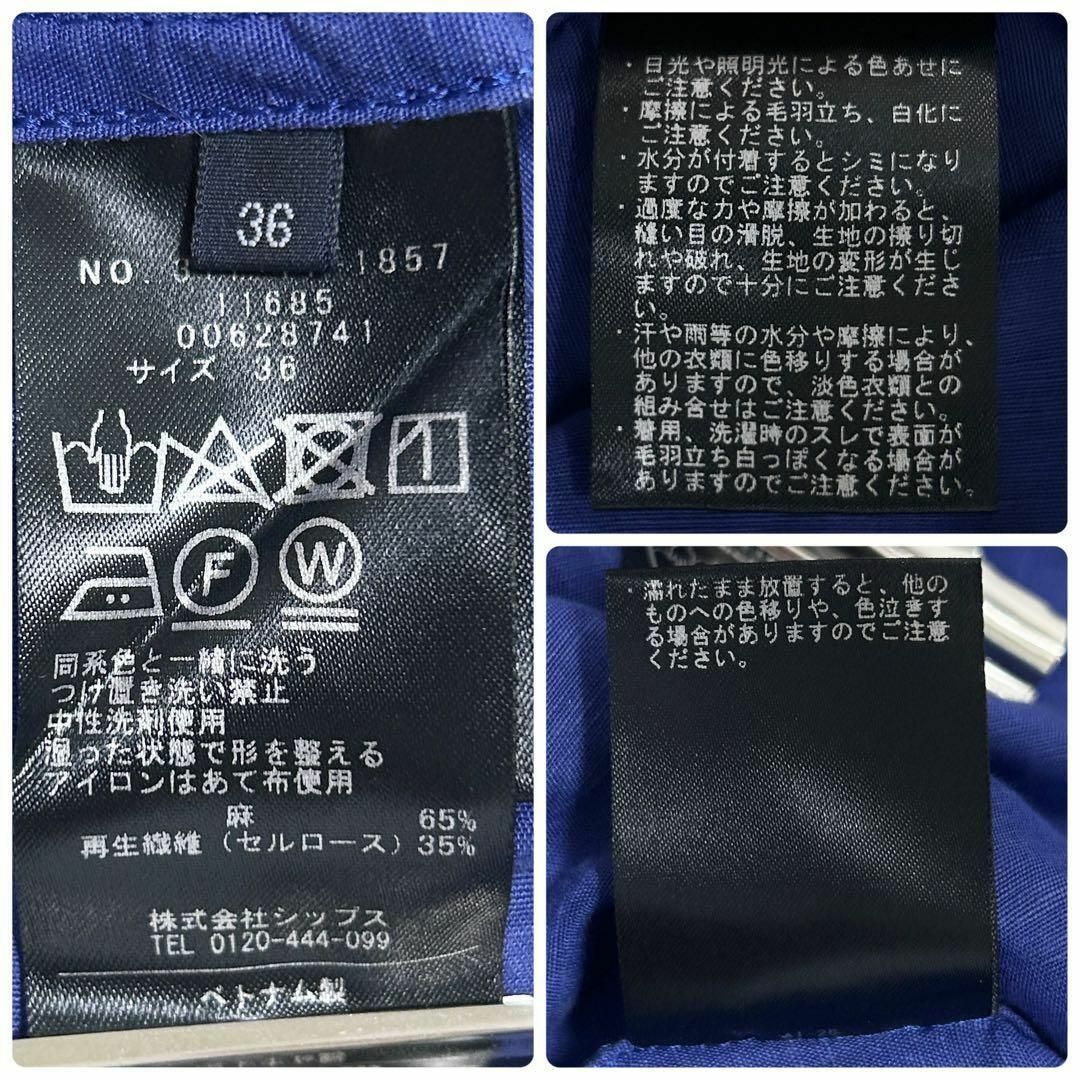 36
NO. 1857
11685
00628741
サイズ 36
1
F
W
同系色と一緒に洗う
つけ置き洗い禁止
中性洗剤使用
湿った状態で形を整える
アイロンはあて布使用
麻 65%
再生繊維(セルロース)35%
株式会社シップス
TEL 0120-444-099
ベトナム製
・日光や照明光による色あせに
ご注意ください。
・摩擦による毛羽立ち、白化に
ご注意ください。
・水分が付着するとシミになり
ますのでご注意ください。
・過度な力や摩擦が加わると、
縫い目の滑脱、生地の擦り切
れや破れ、生地の変形が生じ
ますので十分にご注意くださ
い。
・汗や雨等の水分や摩擦により、
他の衣類に色移りする場合が
ありますので、淡色衣類との
組み合せはご注意ください。
・着用、洗濯時のスレで表面が
毛羽立ち白っぽくなる場合が
ありますのでご注意ください。
・濡れたまま放置すると、他の
ものへの色移りや、色泣きす
る場合がありますのでご注意
ください。